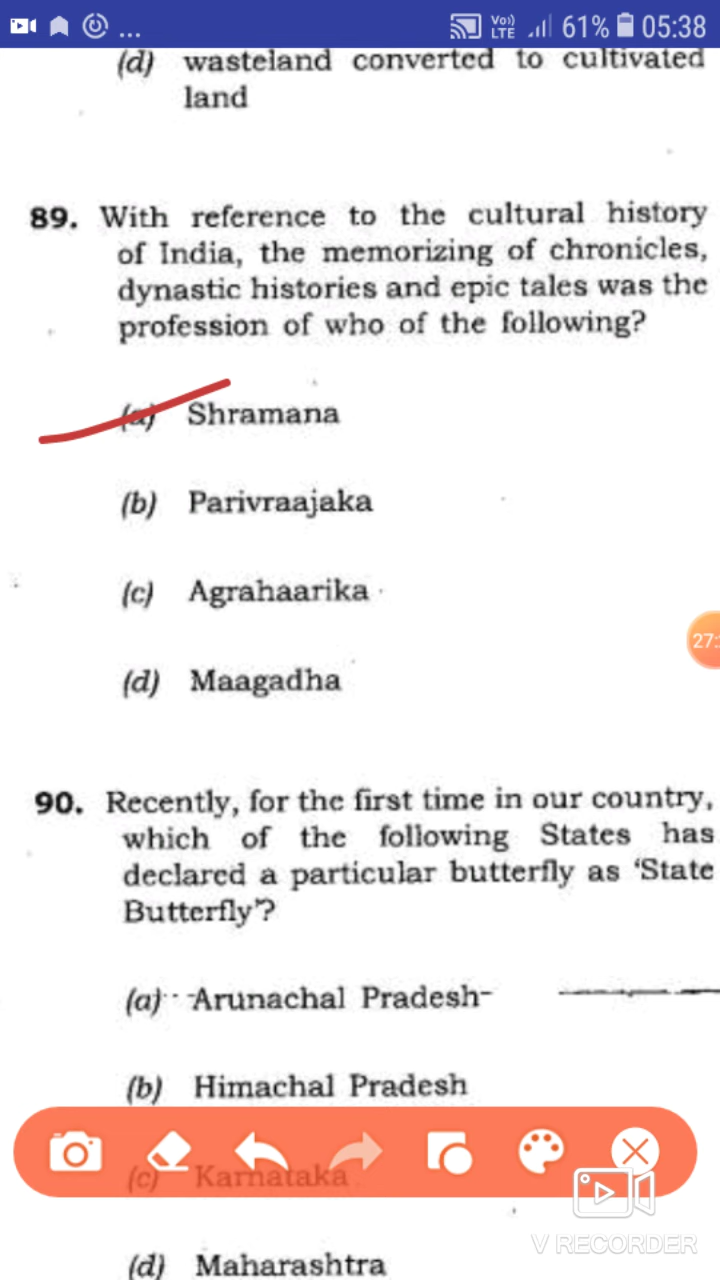 ... Vo)) LTE 61% 05:38
(d) wasteland converted to cultivated
land
89. With reference to the cultural history
of India, the memorizing of chronicles,
dynastic histories and epic tales was the
profession of who of the following?
(a) Shramana
(b) Parivraajaka
(c) Agrahaarika
(d) Maagadha
27:
90. Recently, for the first time in our country,
which of the following States has
declared a particular butterfly as ‘State
Butterfly’?
(a) Arunachal Pradesh
(b) Himachal Pradesh
(c) Karnataka
(d) Maharashtra
V RECORDER